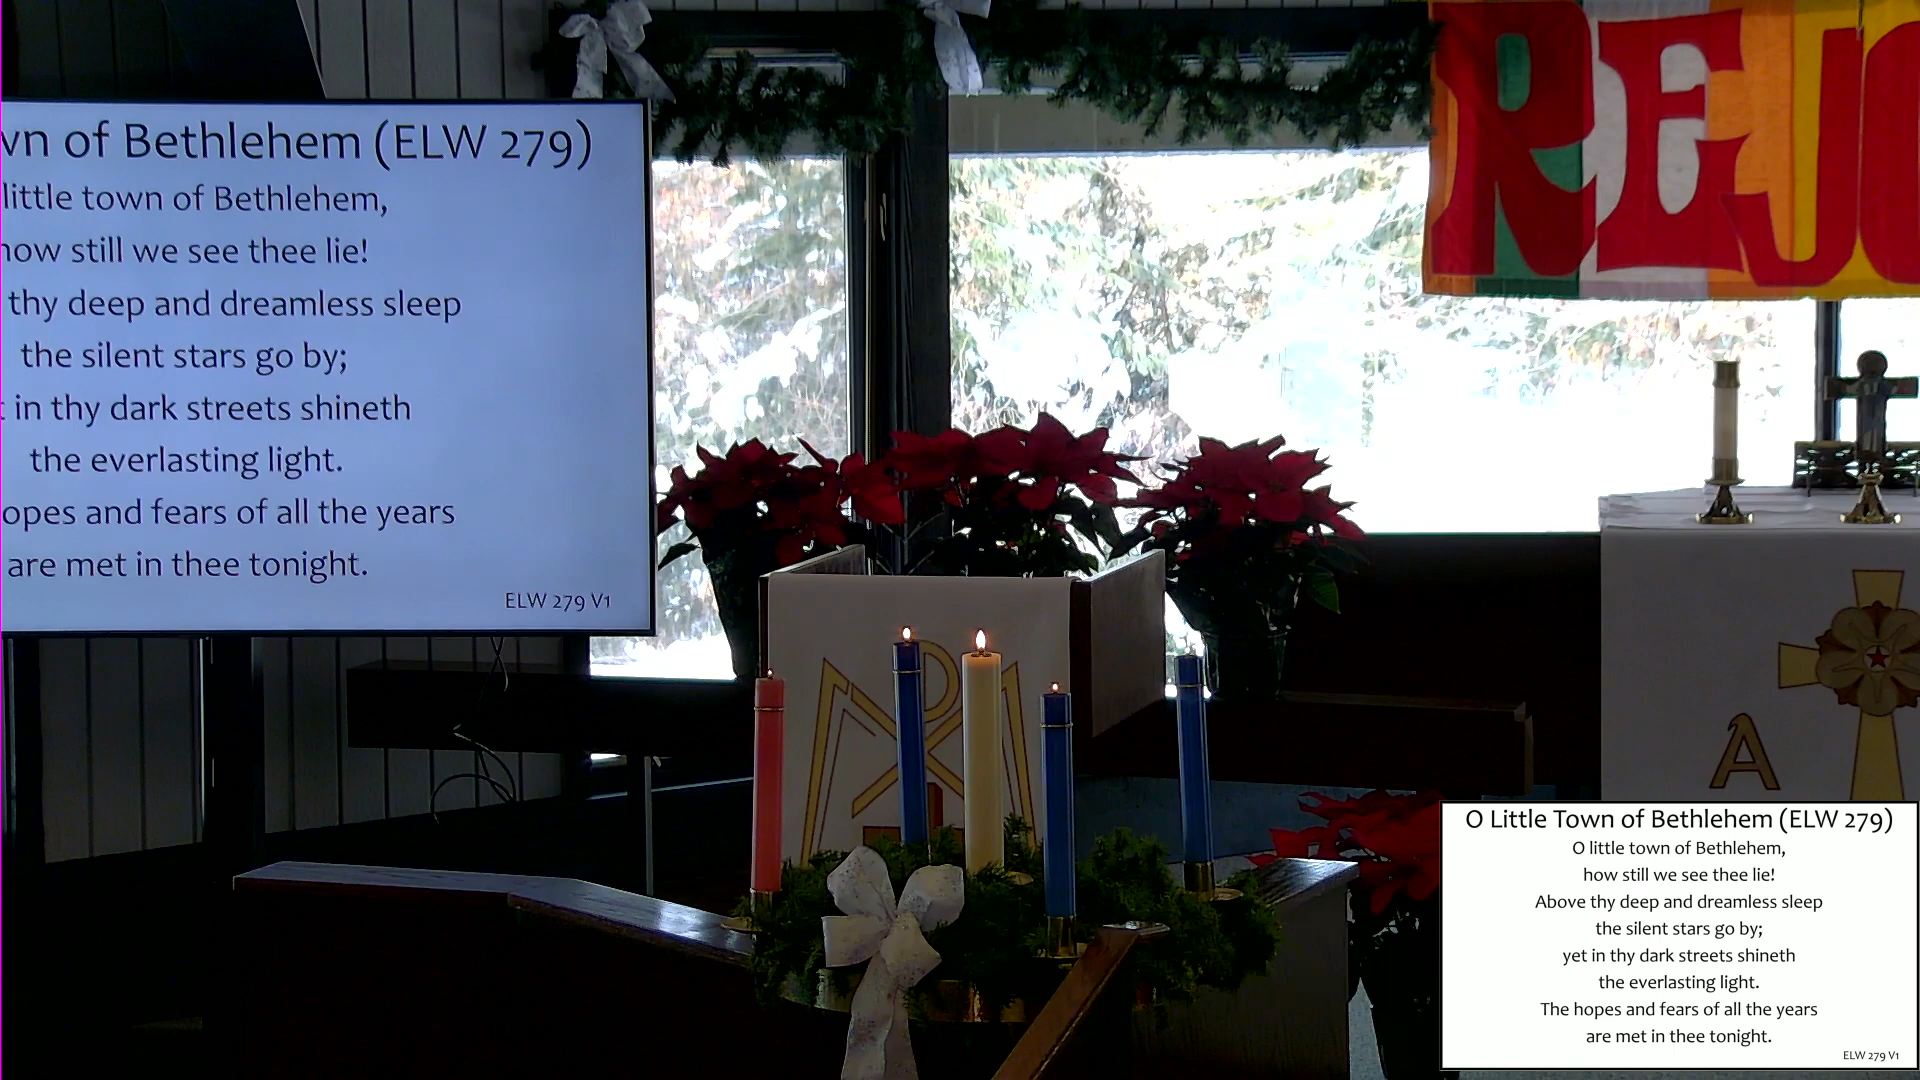 wn of Bethlehem (ELW 279)
little town of Bethlehem,
how still we see thee lie!
thy deep and dreamless sleep
the silent stars go by;
t in thy dark streets shineth
the everlasting light.
opes and fears of all the years
are met in thee tonight.
ELW 279 V1
REJO
A
O Little Town of Bethlehem (ELW 279)
O little town of Bethlehem,
how still we see thee lie!
Above thy deep and dreamless sleep
the silent stars go by;
yet in thy dark streets shineth
the everlasting light.
The hopes and fears of all the years
are met in thee tonight.
ELW 279 V1